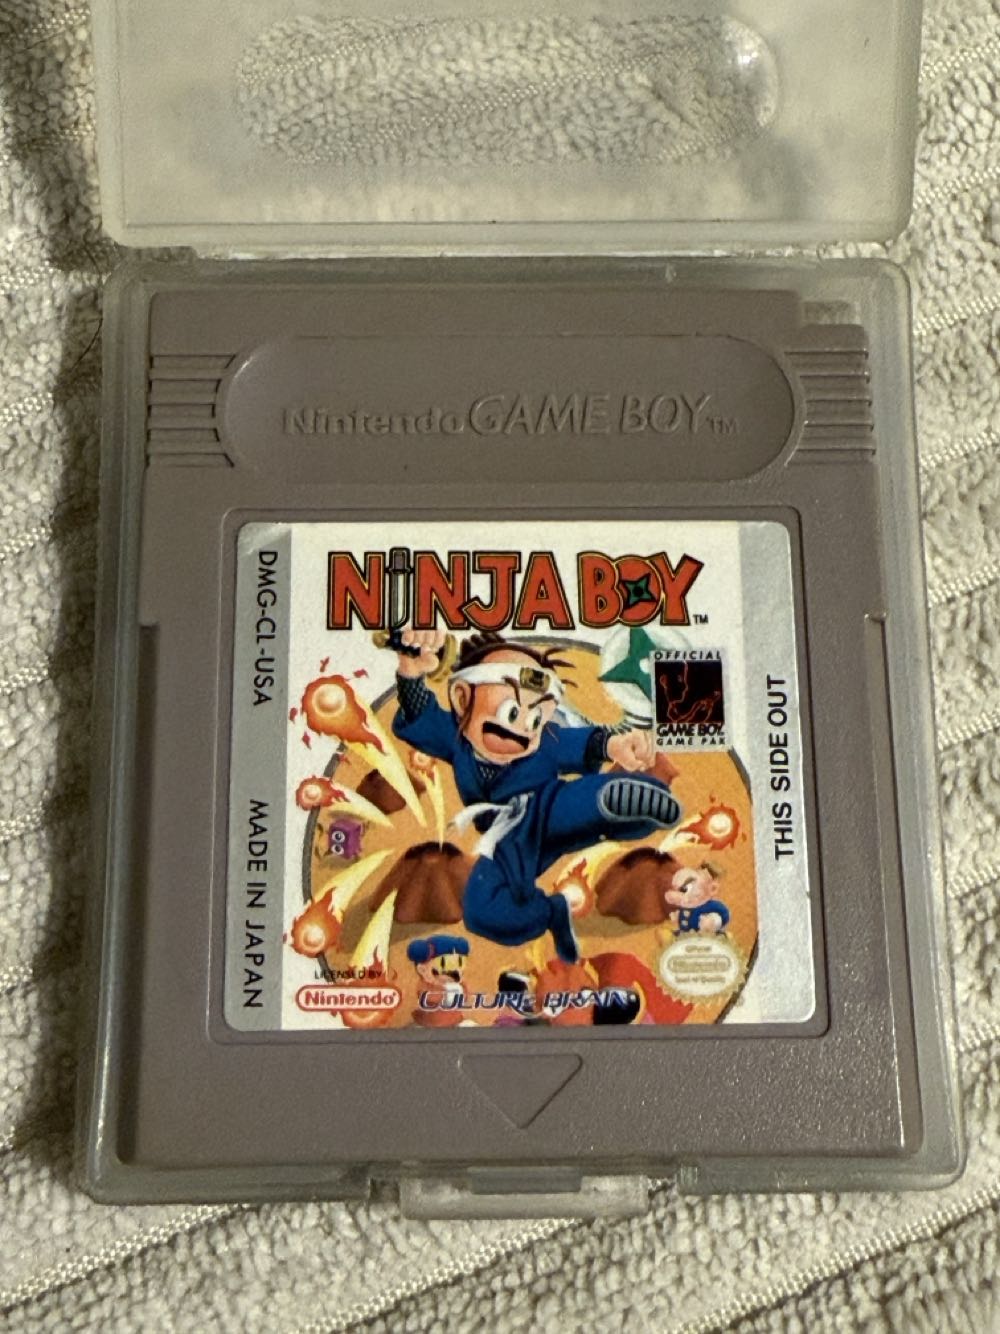 Nintendo GAME BOY TM
NINJA BOY TM
DMG-CL-USA
MADE IN JAPAN
OFFICIAL
GAME BOY
GAME PAK
THIS SIDE OUT
LICENSED BY
Nintendo
CULTURE BRAIN